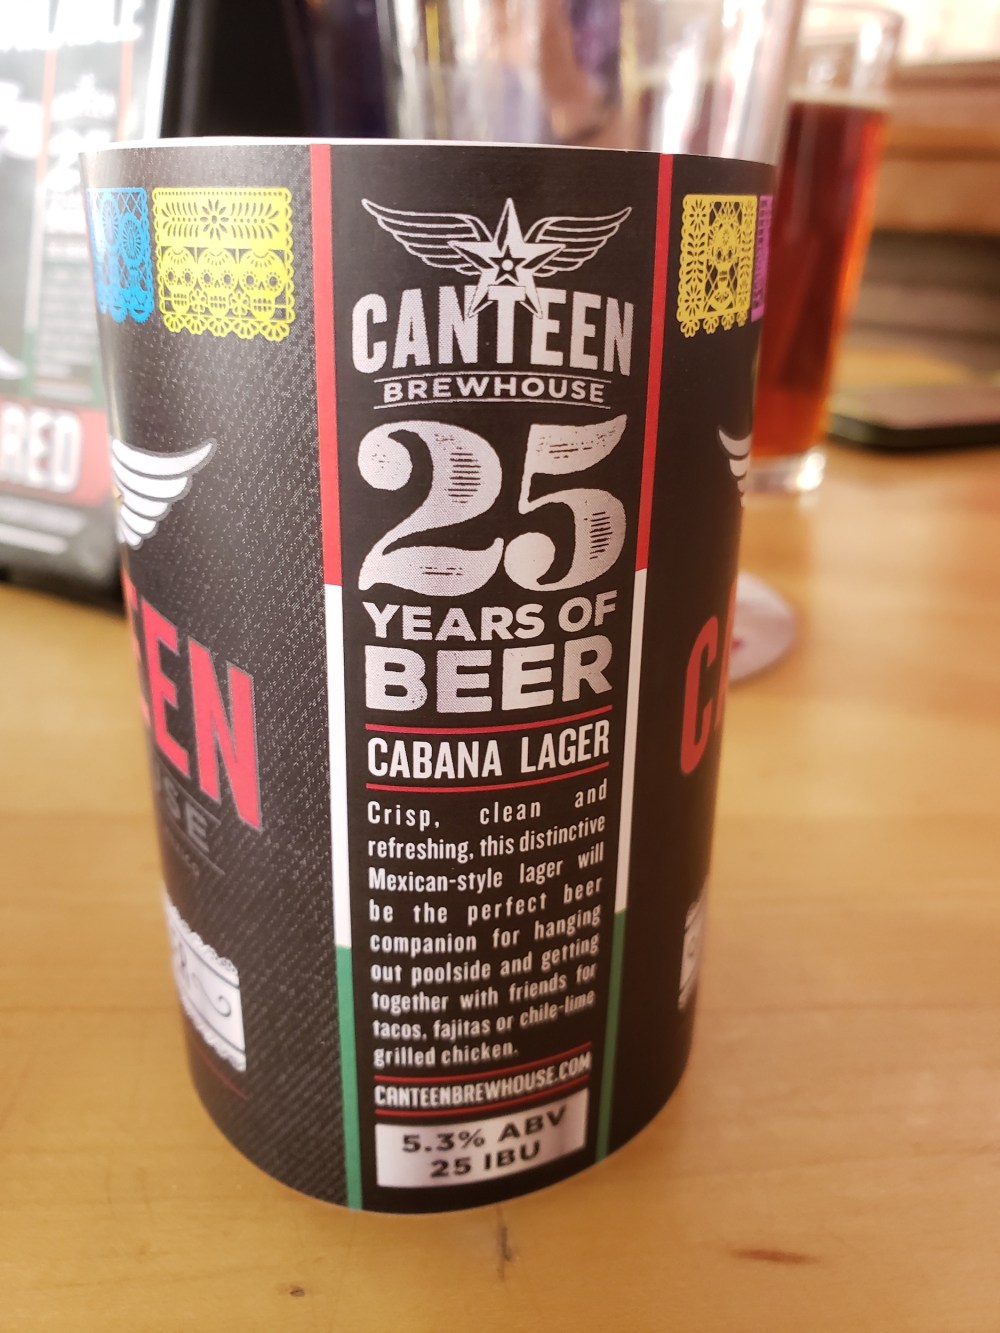 CANTEEN
BREWHOUSE
25
YEARS OF
BEER
CABANA LAGER
Crisp, clean and
refreshing, this distinctive
Mexican-style lager will
be the perfect beer
companion for hanging
out poolside and getting
together with friends for
tacos, fajitas or chile-lime
grilled chicken.
CANTEENBREWHOUSE.COM
5.3% ABV
25 IBU
RED